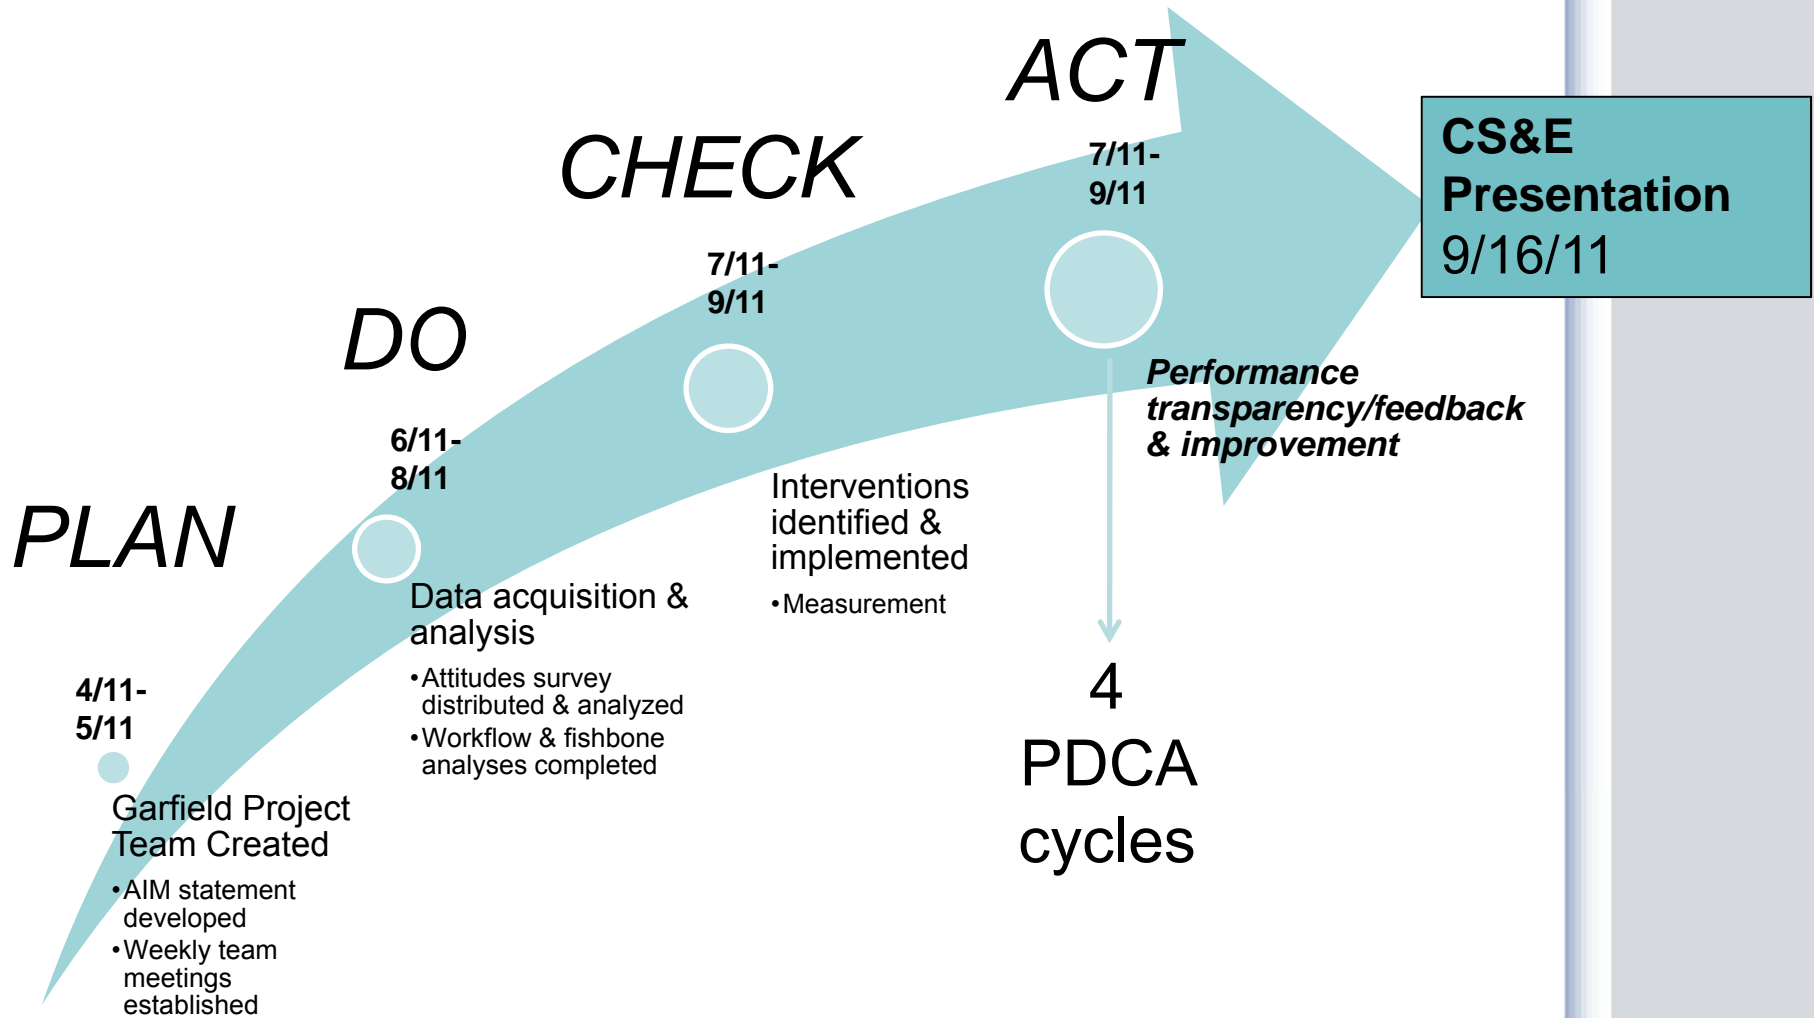 PLAN
4/11-
5/11
Garfield Project
Team Created
•AIM statement
developed
•Weekly team
meetings
established
DO
6/11-
8/11
Data acquisition &
analysis
•Attitudes survey
distributed & analyzed
•Workflow & fishbone
analyses completed
CHECK
7/11-
9/11
Interventions
identified &
implemented
•Measurement
ACT
7/11-
9/11
Performance
transparency/feedback
& improvement
4
PDCA
cycles
CS&E
Presentation
9/16/11